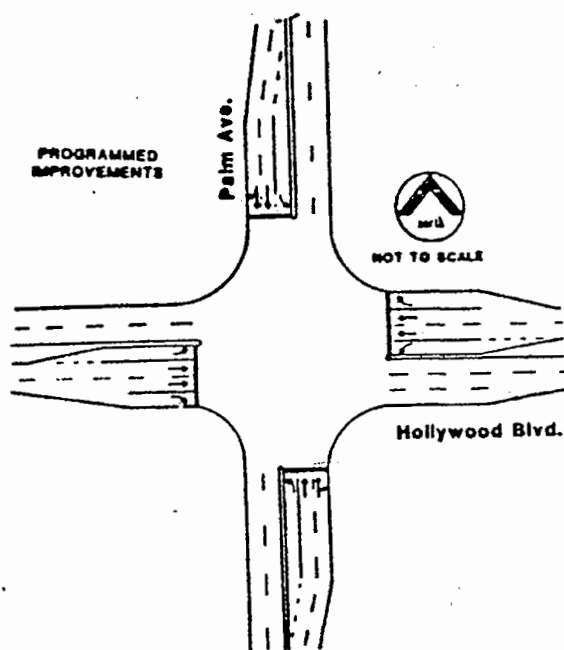 Palm Ave.
PROGRAMMED
IMPROVEMENTS
NOT TO SCALE
Hollywood Blvd.